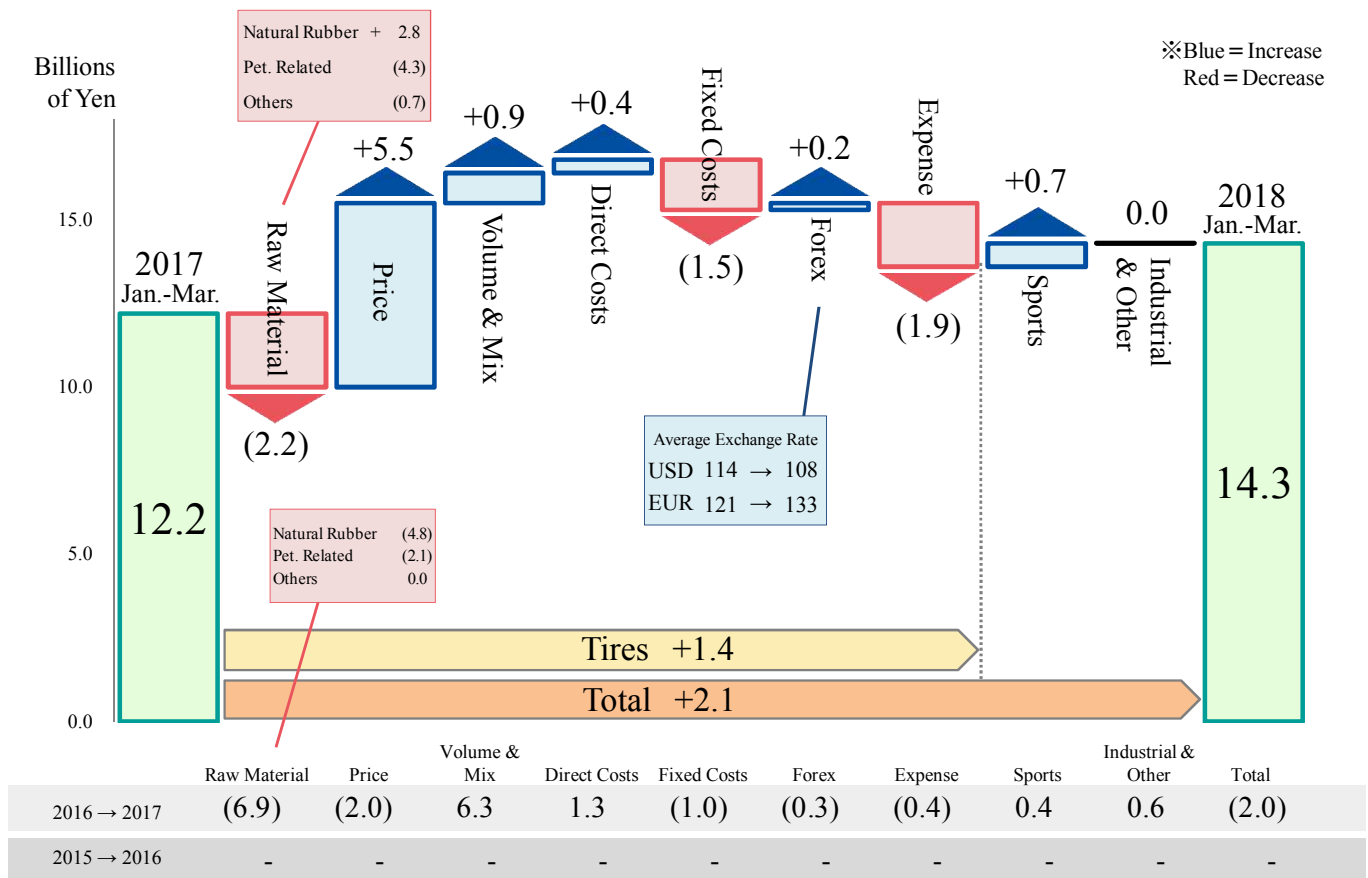 Billions
of Yen
※Blue = Increase
Red = Decrease
Natural Rubber + 2.8
Pet. Related (4.3)
Others (0.7)
15.0
10.0
5.0
0.0
2017
Jan.-Mar.
12.2
Raw Material
(2.2)
+5.5
Price
+0.9
Volume & Mix
+0.4
Direct Costs
Fixed Costs
(1.5)
+0.2
Forex
Expense
(1.9)
+0.7
Sports
0.0
Industrial
& Other
2018
Jan.-Mar.
14.3
Average Exchange Rate
USD 114 → 108
EUR 121 → 133
Natural Rubber (4.8)
Pet. Related (2.1)
Others 0.0
Tires +1.4
Total +2.1
Raw Material Price Volume & Mix Direct Costs Fixed Costs Forex Expense Sports Industrial & Other Total
2016 → 2017 (6.9) (2.0) 6.3 1.3 (1.0) (0.3) (0.4) 0.4 0.6 (2.0)
2015 → 2016 - - - - - - - - - -